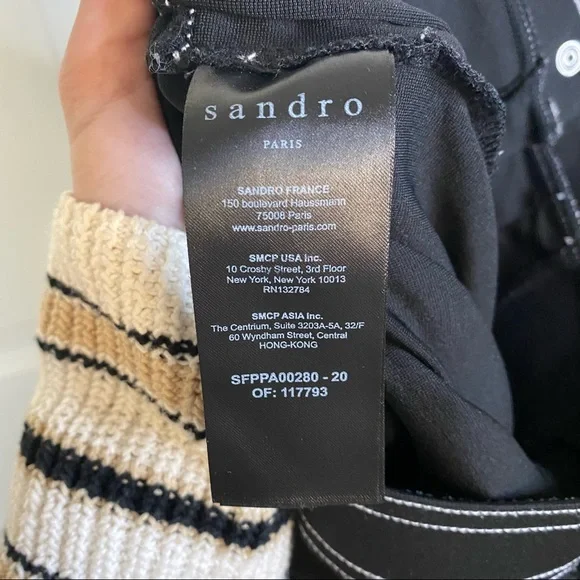 sandro
PARIS
SANDRO FRANCE
150 boulevard Haussmann
75008 Paris
www.sandro-paris.com
SMCP USA Inc.
10 Crosby Street, 3rd Floor
New York, New York 10013
RN132784
SMCP ASIA Inc.
The Centrium, Suite 3203A-5A, 32/F
60 Wyndham Street, Central
HONG-KONG
SFPPA00280 - 20
OF: 117793